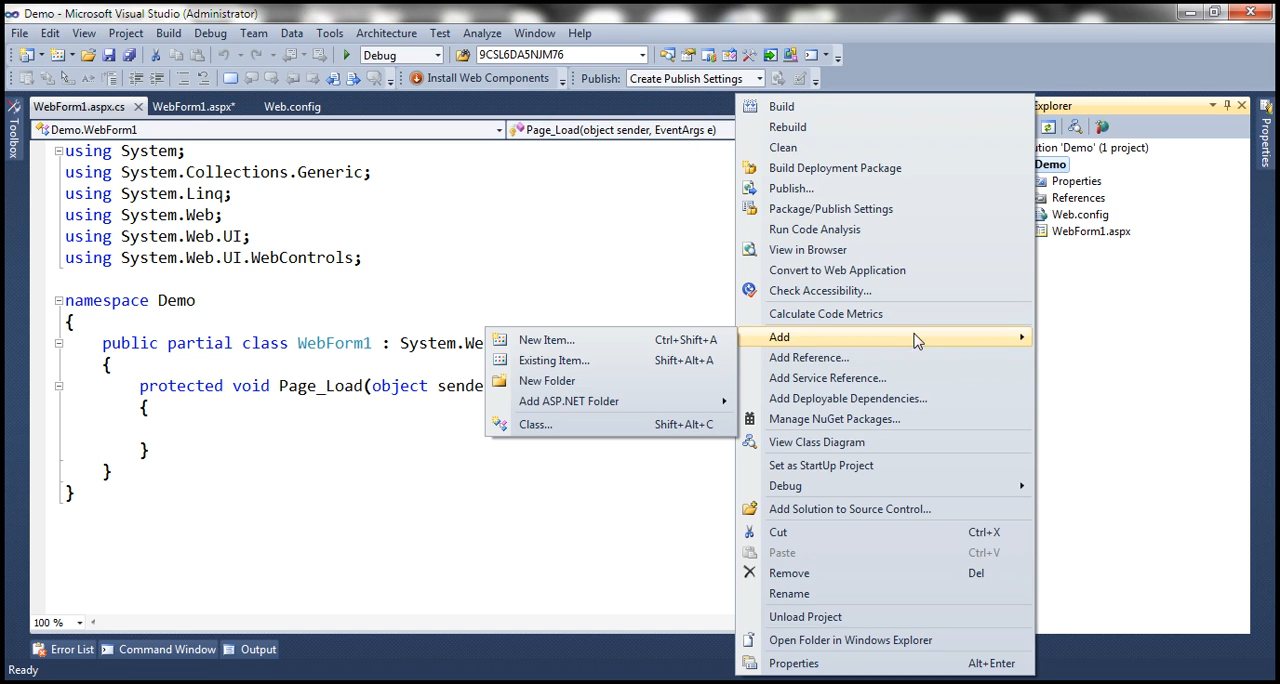 Demo - Microsoft Visual Studio (Administrator)
File Edit View Project Build Debug Team Data Tools Architecture Test Analyze Window Help
Debug 9CSL6DA5NJM76
Install Web Components Publish: Create Publish Settings
WebForm1.aspx.cs WebForm1.aspx* Web.config
Explorer
Toolbox
Properties
Demo.WebForm1 Page_Load(object sender, EventArgs e)
using System;
using System.Collections.Generic;
using System.Linq;
using System.Web;
using System.Web.UI;
using System.Web.UI.WebControls;
namespace Demo
{
public partial class WebForm1 : System.We
{
protected void Page_Load(object sende
{
}
}
}
New Item... Ctrl+Shift+A
Existing Item... Shift+Alt+A
New Folder
Add ASP.NET Folder
Class... Shift+Alt+C
Build
Rebuild
Clean
Build Deployment Package
Publish...
Package/Publish Settings
Run Code Analysis
View in Browser
Convert to Web Application
Check Accessibility...
Calculate Code Metrics
Add
Add Reference...
Add Service Reference...
Add Deployable Dependencies...
Manage NuGet Packages...
View Class Diagram
Set as StartUp Project
Debug
Add Solution to Source Control...
Cut Ctrl+X
Paste Ctrl+V
Remove Del
Rename
Unload Project
Open Folder in Windows Explorer
Properties Alt+Enter
ution 'Demo' (1 project)
Demo
Properties
References
Web.config
WebForm1.aspx
100 %
Error List Command Window Output
Ready